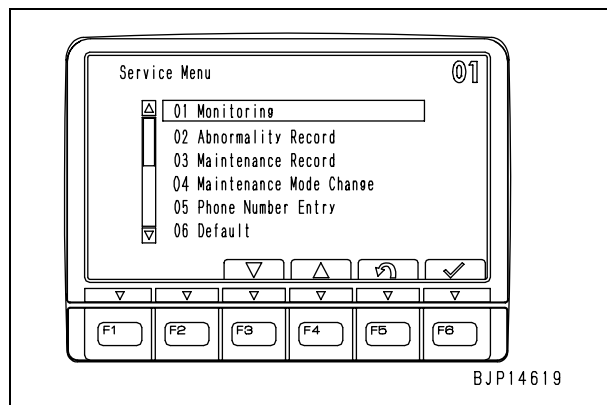 Service Menu 01
01 Monitoring
02 Abnormality Record
03 Maintenance Record
04 Maintenance Mode Change
05 Phone Number Entry
06 Default
F1 F2 F3 F4 F5 F6
BJP14619